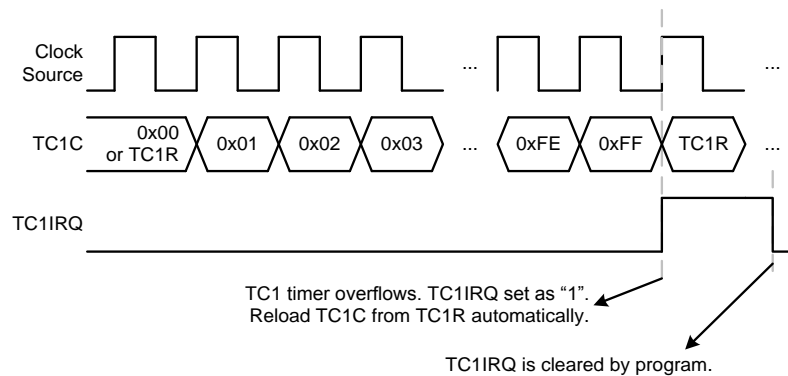 Clock
Source
...
...
TC1C
0x00
or TC1R
0x01
0x02
0x03
...
0xFE
0xFF
TC1R
...
TC1IRQ
TC1 timer overflows. TC1IRQ set as “1”.
Reload TC1C from TC1R automatically.
TC1IRQ is cleared by program.